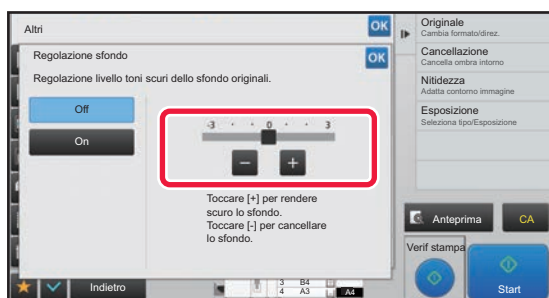 Altri
OK
Regolazione sfondo
OK
Regolazione livello toni scuri dello sfondo originali.
Off
On
-3 0 3
- +
Toccare [+] per rendere
scuro lo sfondo.
Toccare [-] per cancellare
lo sfondo.
Indietro
3 B4
4 A3
A4
Originale
Cambia formato/direz.
Cancellazione
Cancella ombra intorno
Nitidezza
Adatta contorno immagine
Esposizione
Seleziona tipo/Esposizione
Anteprima
CA
Verif stampa
Start